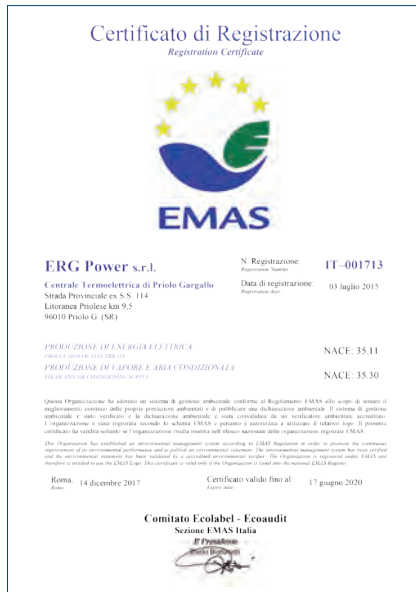 Certificato di Registrazione
Registration Certificate
EMAS
ERG Power s.r.l.
Centrale Termoelettrica di Priolo Gargallo
Strada Provinciale ex S.S. 114
Litoranea Priolese km 9,5
96010 Priolo G. (SR)
N. Registrazione:
Registration Number
IT-001713
Data di registrazione:
Registration date
03 luglio 2015
PRODUZIONE DI ENERGIA ELETTRICA
PRODUCTION OF ELECTRICITY
NACE: 35.11
PRODUZIONE DI VAPORE E ARIA CONDIZIONATA
STEAM AND AIR CONDITIONING SUPPLY
NACE: 35.30
Questa Organizzazione ha adottato un sistema di gestione ambientale conforme al Regolamento EMAS allo scopo di attuare il
miglioramento continuo delle proprie prestazioni ambientali e di pubblicare una dichiarazione ambientale. Il sistema di gestione
ambientale è stato verificato e la dichiarazione ambientale è stata convalidata da un verificatore ambientale accreditato.
L'organizzazione è stata registrata secondo lo schema EMAS e pertanto è autorizzata a utilizzare il relativo logo. Il presente
certificato ha validità soltanto se l'organizzazione risulta inserita nell'elenco nazionale delle organizzazioni registrate EMAS.
This Organisation has established an environmental management system according to EMAS Regulation in order to promote the continuous
improvement of its environmental performance and to publish an environmental statement. The environmental management system has been verified
and the environmental statement has been validated by a accredited environmental verifier. The Organization is registered under EMAS and
therefore is entitled to use the EMAS Logo. This certificate is valid only if the Organization is listed into the national EMAS Register.
Roma,
Rome,
14 dicembre 2017
Certificato valido fino al:
Expiry date
17 giugno 2020
Comitato Ecolabel - Ecoaudit
Sezione EMAS Italia
Il Presidente